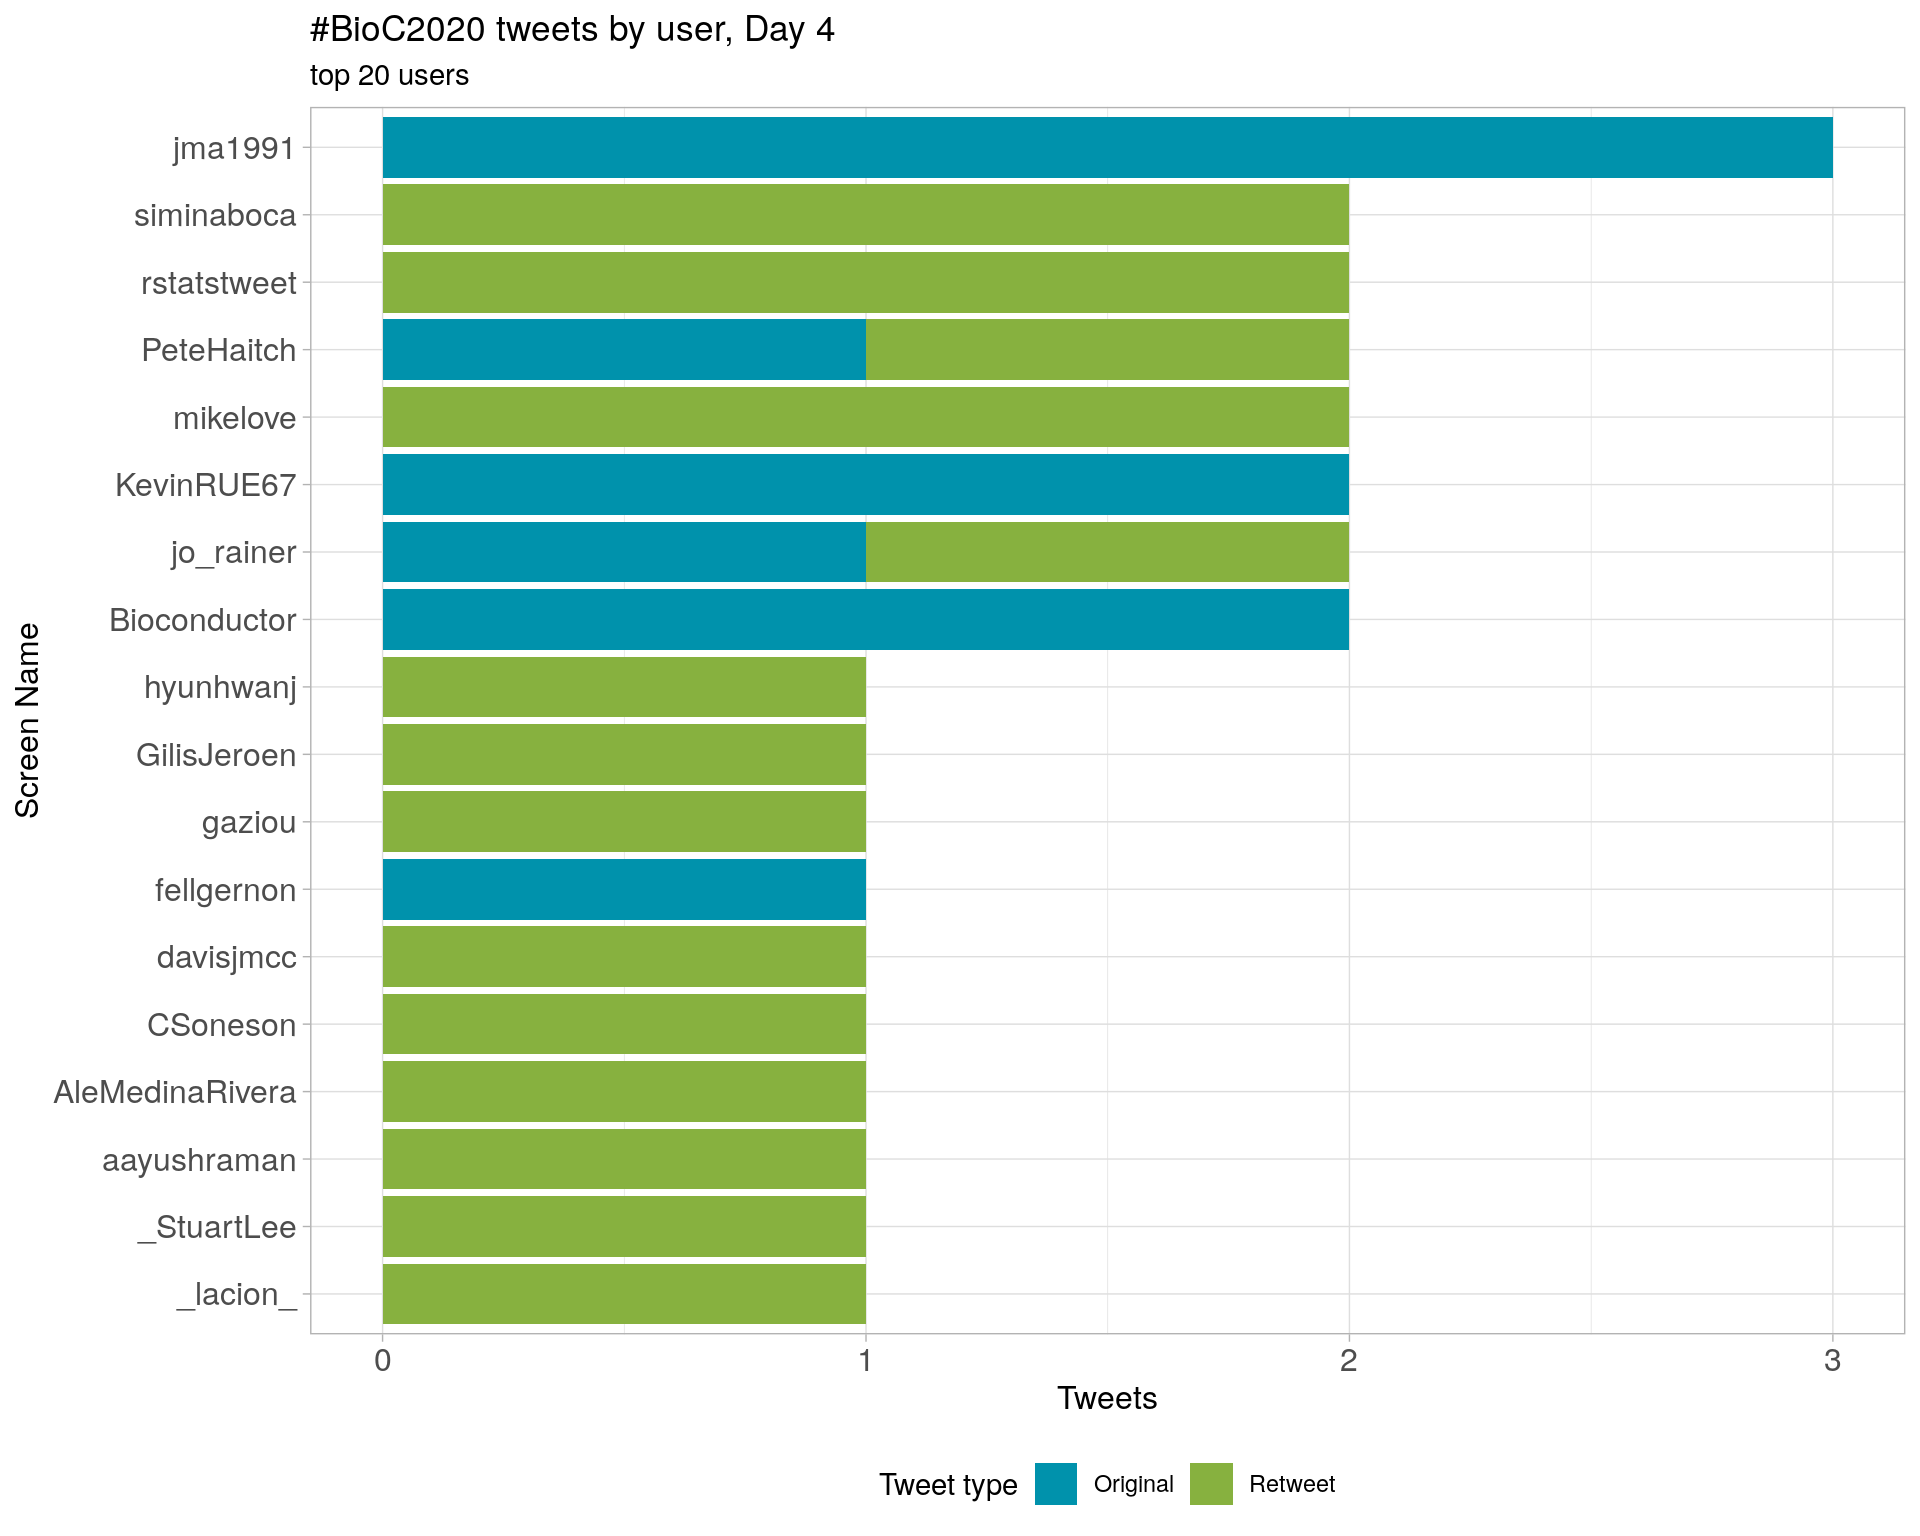 #BioC2020 tweets by user, Day 4
top 20 users
Screen Name
jma1991
siminaboca
rstatstweet
PeteHaitch
mikelove
KevinRUE67
jo_rainer
Bioconductor
hyunhwanj
GilisJeroen
gaziou
fellgernon
davisjmcc
CSoneson
AleMedinaRivera
aayushraman
_StuartLee
_lacion_
0 1 2 3
Tweets
Tweet type Original Retweet